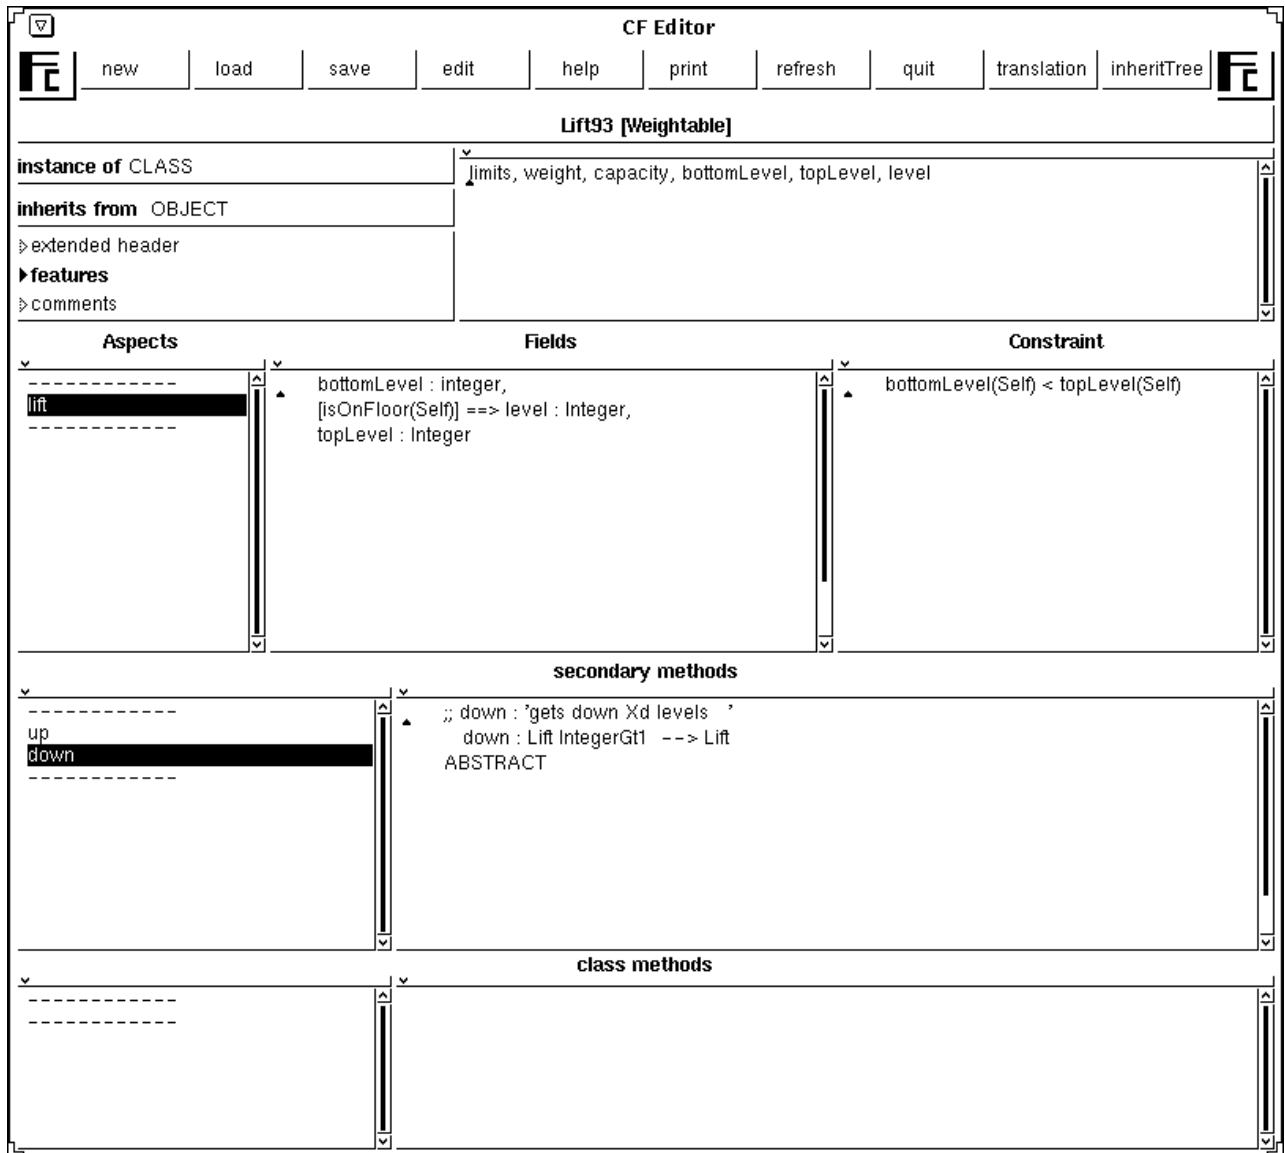 CF Editor
FC new load save edit help print refresh quit translation inheritTree FC
Lift93 [Weightable]
instance of CLASS
limits, weight, capacity, bottomLevel, topLevel, level
inherits from OBJECT
extended header
features
comments
Aspects Fields Constraint
------------
lift
------------
bottomLevel : integer,
[isOnFloor(Self)] ==> level : Integer,
topLevel : Integer
bottomLevel(Self) < topLevel(Self)
secondary methods
------------
up
down
------------
;; down : 'gets down Xd levels '
down : Lift IntegerGt1 --> Lift
ABSTRACT
class methods
------------
------------